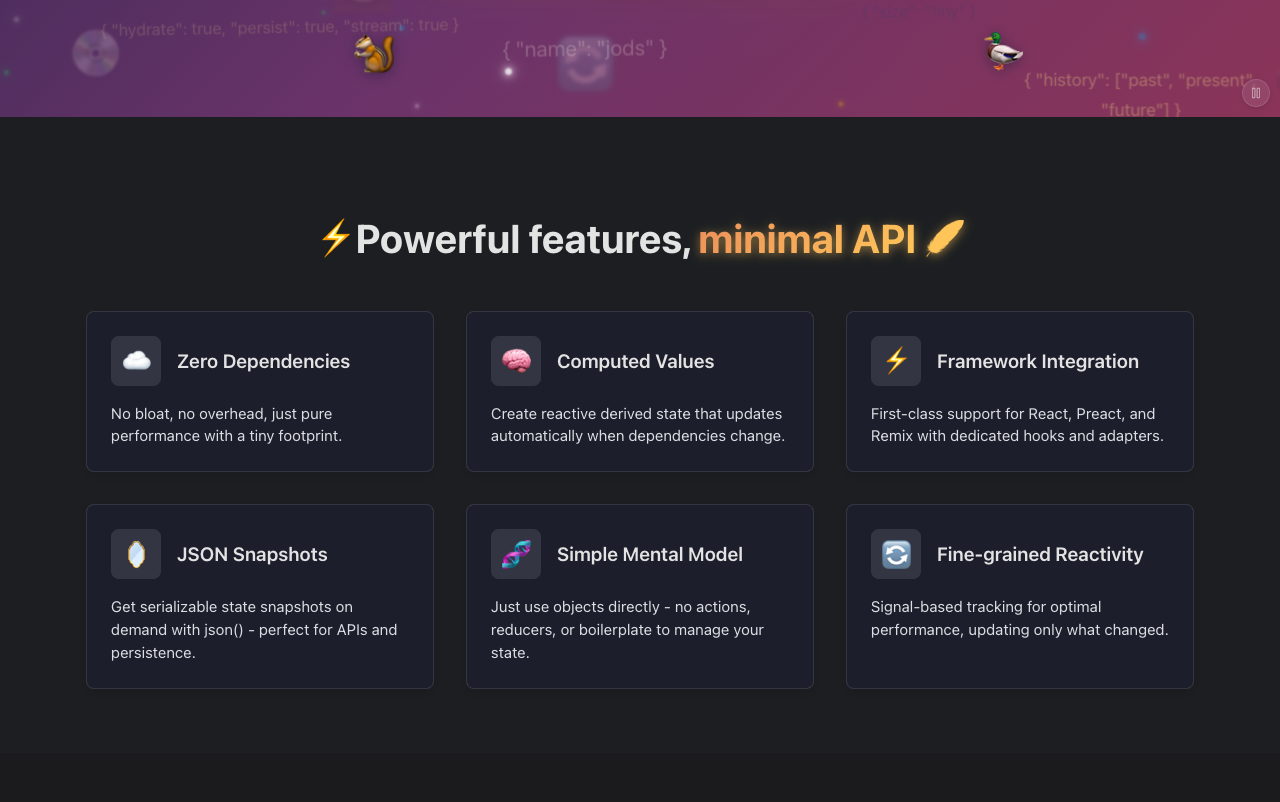 { "hydrate": true, "persist": true, "stream": true }
{ "name": "jods" }
{ "history": ["past", "present",
"future"] }
⚡Powerful features, minimal API 🪶
Zero Dependencies
No bloat, no overhead, just pure
performance with a tiny footprint.
Computed Values
Create reactive derived state that updates
automatically when dependencies change.
Framework Integration
First-class support for React, Preact, and
Remix with dedicated hooks and adapters.
JSON Snapshots
Get serializable state snapshots on
demand with json() - perfect for APIs and
persistence.
Simple Mental Model
Just use objects directly - no actions,
reducers, or boilerplate to manage your
state.
Fine-grained Reactivity
Signal-based tracking for optimal
performance, updating only what changed.